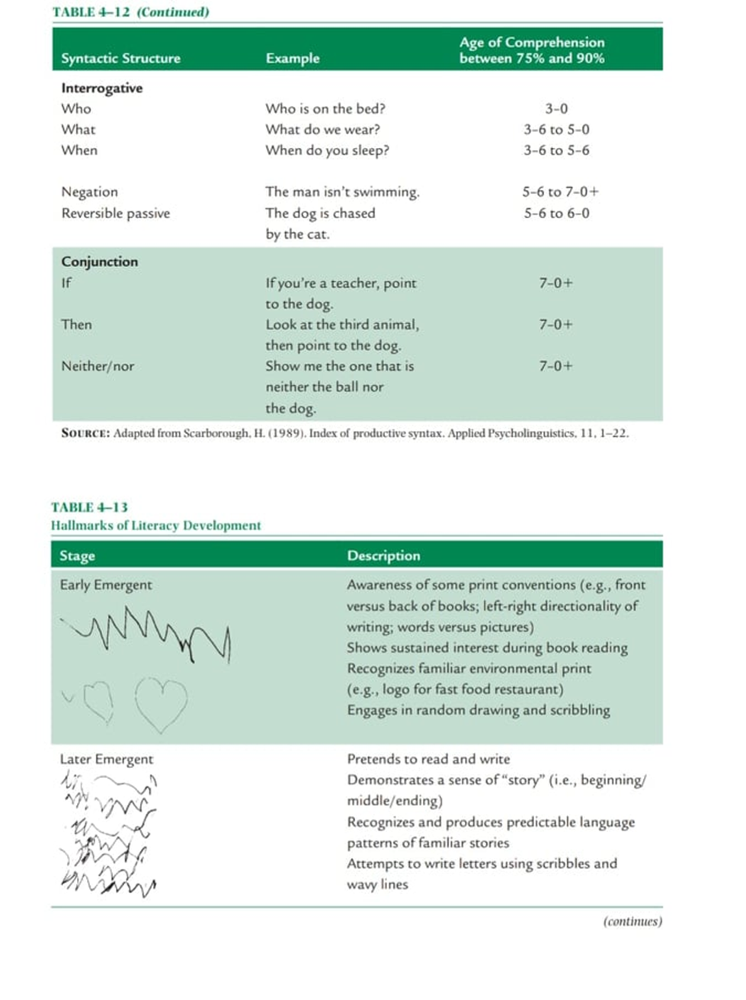 TABLE 4–12 (Continued)
Syntactic Structure Example Age of Comprehension between 75% and 90%
Interrogative
Who Who is on the bed? 3–0
What What do we wear? 3–6 to 5–0
When When do you sleep? 3–6 to 5–6
Negation The man isn't swimming. 5–6 to 7–0+
Reversible passive The dog is chased 5–6 to 6–0
by the cat.
Conjunction
If If you're a teacher, point 7–0+
to the dog.
Then Look at the third animal, 7–0+
then point to the dog.
Neither/nor Show me the one that is 7–0+
neither the ball nor
the dog.
SOURCE: Adapted from Scarborough, H. (1989). Index of productive syntax. Applied Psycholinguistics, 11, 1–22.
TABLE 4–13
Hallmarks of Literacy Development
Stage Description
Early Emergent Awareness of some print conventions (e.g., front
versus back of books; left-right directionality of
writing; words versus pictures)
Shows sustained interest during book reading
Recognizes familiar environmental print
(e.g., logo for fast food restaurant)
Engages in random drawing and scribbling
Later Emergent Pretends to read and write
Demonstrates a sense of “story” (i.e., beginning/
middle/ending)
Recognizes and produces predictable language
patterns of familiar stories
Attempts to write letters using scribbles and
wavy lines
(continues)